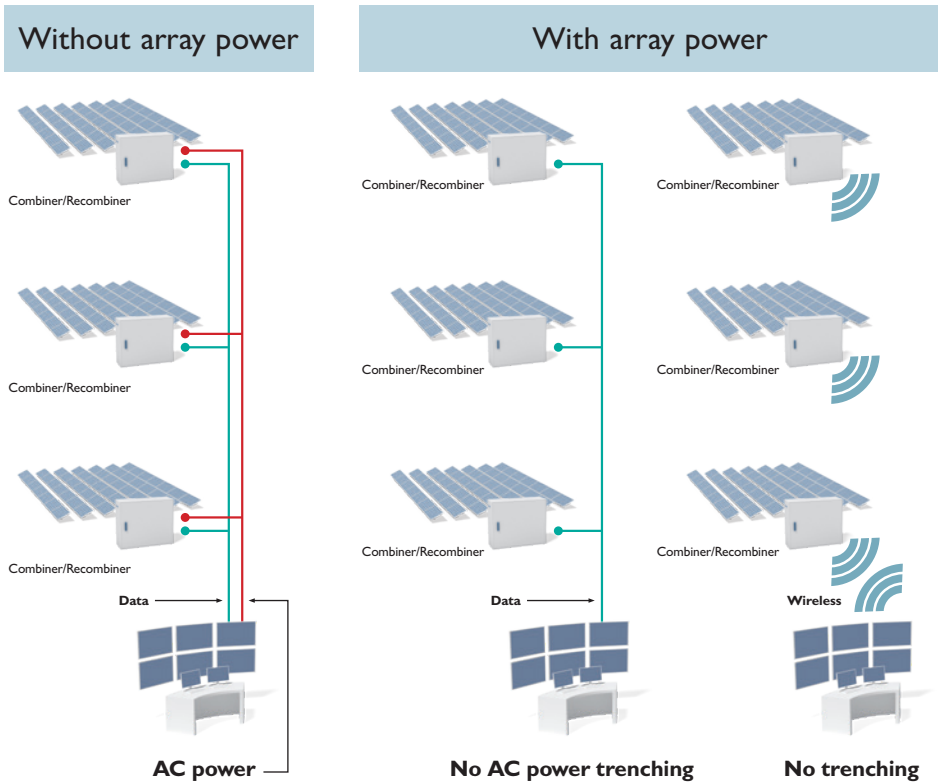 Without array power
With array power
Combiner/Recombiner
Combiner/Recombiner
Combiner/Recombiner
Combiner/Recombiner
Combiner/Recombiner
Combiner/Recombiner
Combiner/Recombiner
Combiner/Recombiner
Combiner/Recombiner
Data
Data
Wireless
AC power
No AC power trenching
No trenching